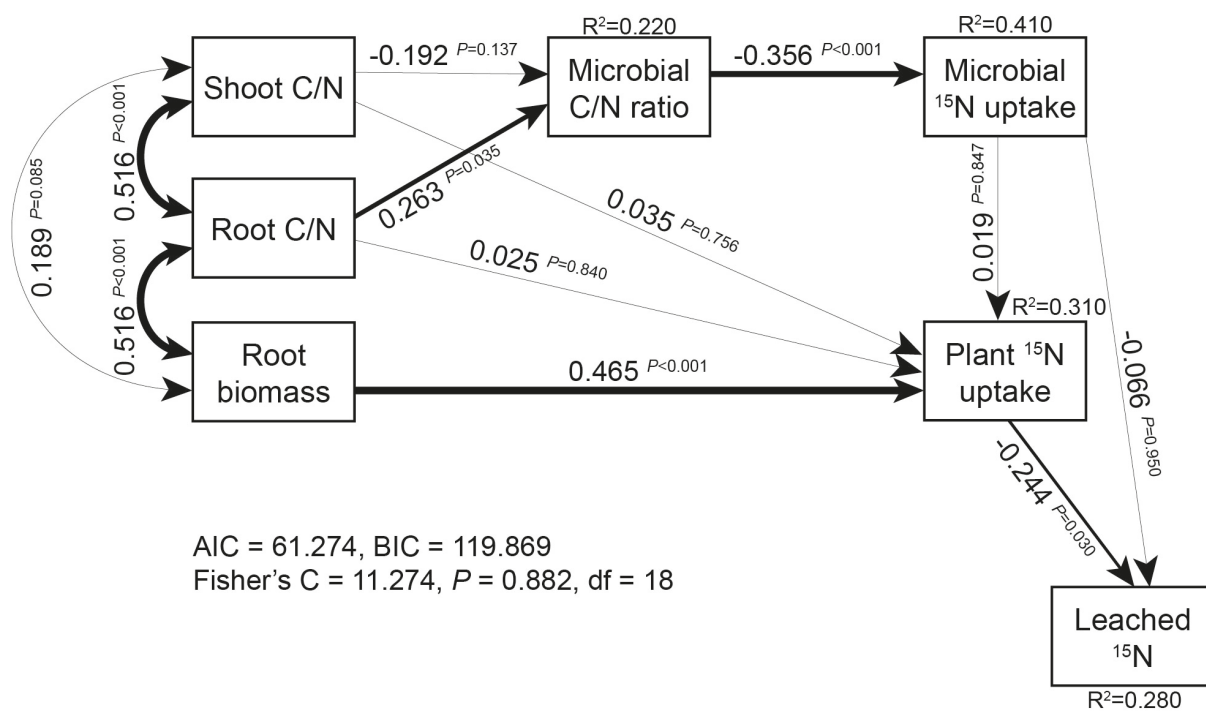 R²=0.220
R²=0.410
Shoot C/N
-0.192 P=0.137
Microbial
C/N ratio
-0.356 P<0.001
Microbial
¹⁵N uptake
0.189 P=0.085
0.516 P<0.001
0.263 P=0.035
0.035 P=0.756
0.019 P=0.847
Root C/N
0.025 P=0.840
0.516 P<0.001
R²=0.310
Root
biomass
0.465 P<0.001
Plant ¹⁵N
uptake
-0.066 P=0.950
-0.244 P=0.030
AIC = 61.274, BIC = 119.869
Fisher’s C = 11.274, P = 0.882, df = 18
Leached
¹⁵N
R²=0.280